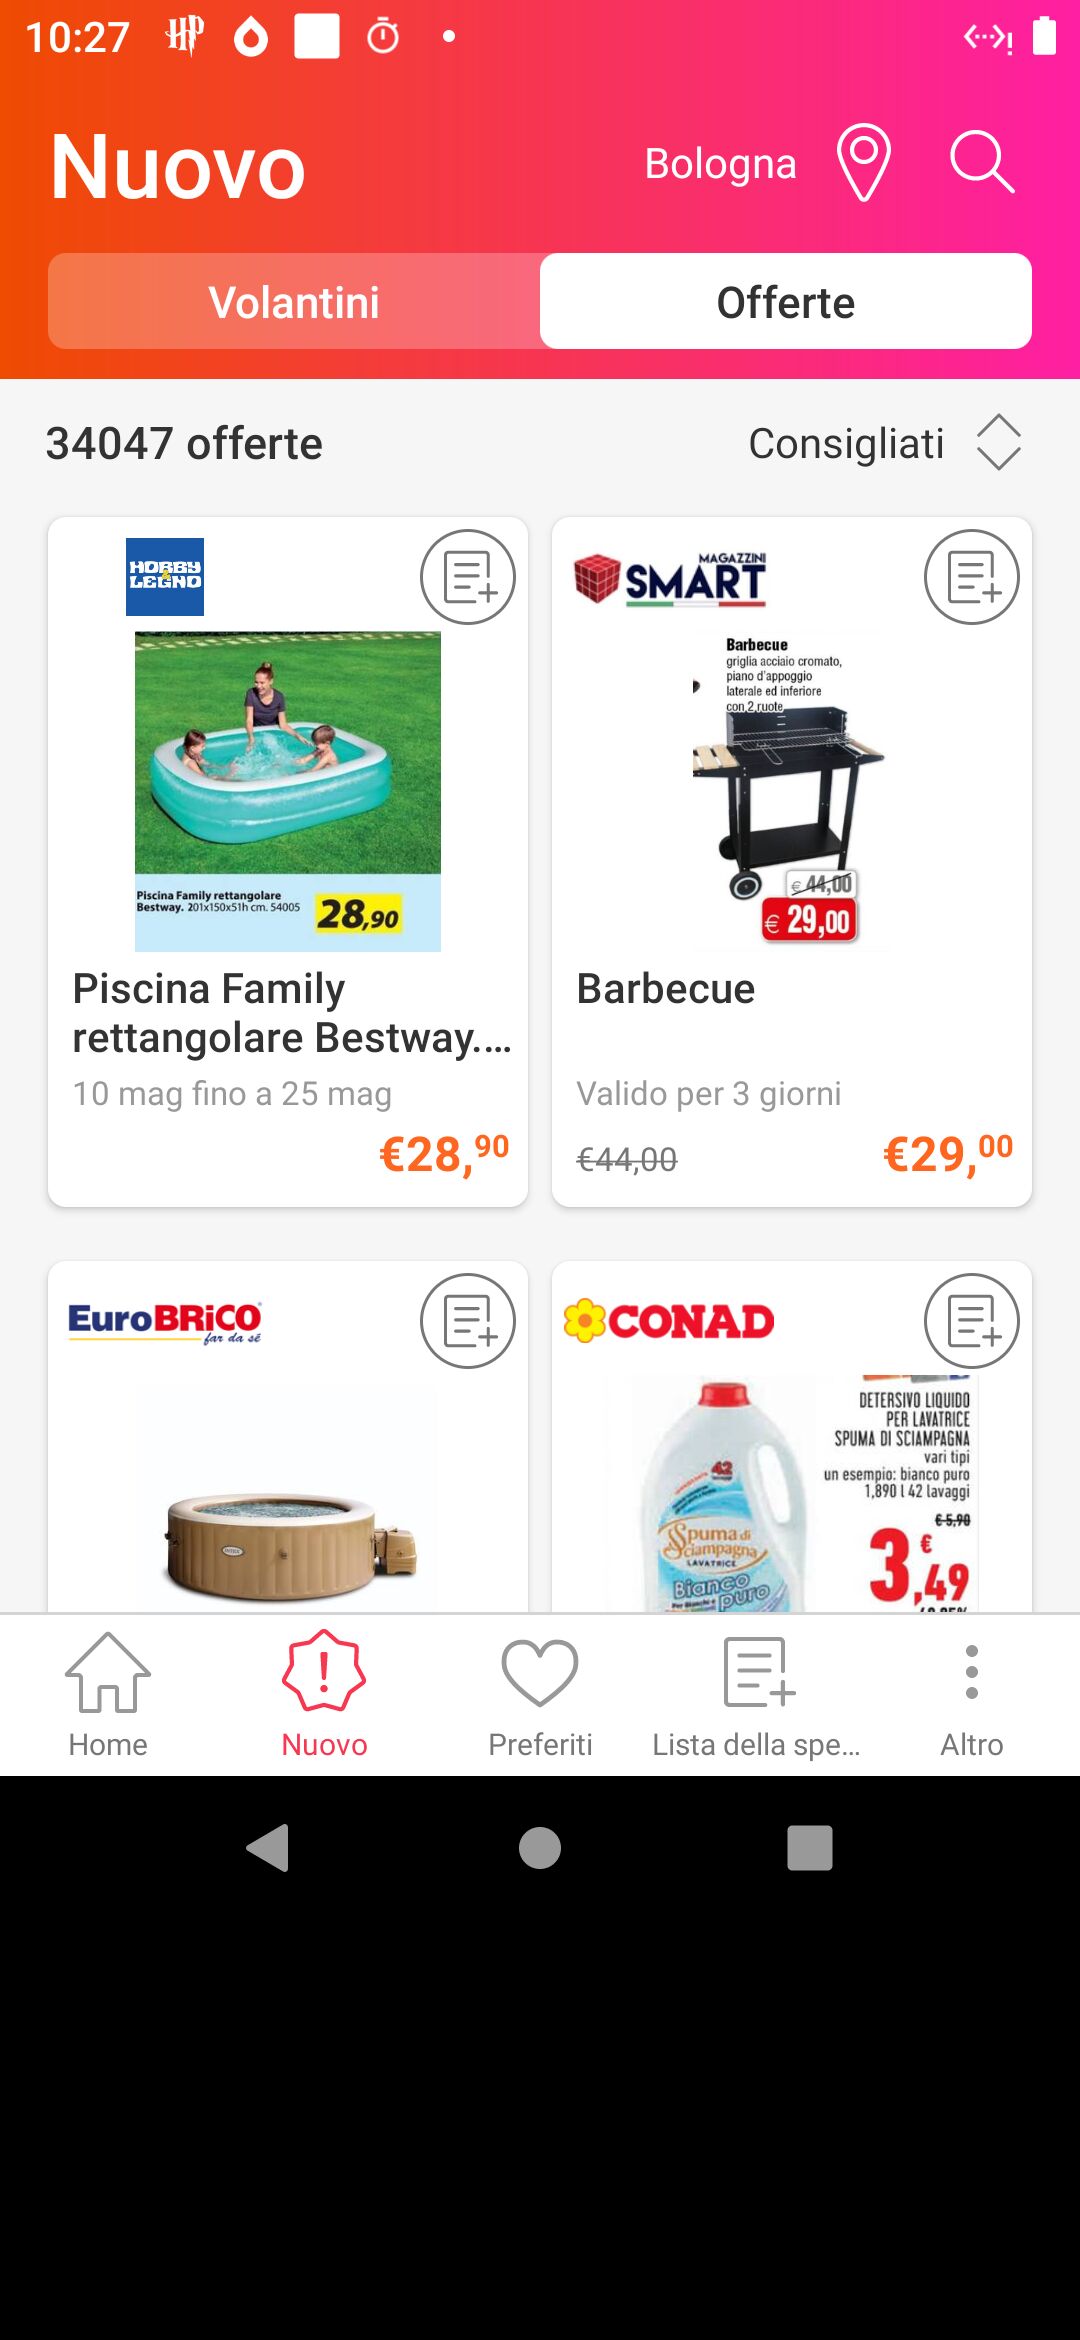 10:27
Nuovo
Bologna
Volantini
Offerte
34047 offerte
Consigliati
HOBBY
&
LEGNO
Piscina Family rettangolare
Bestway. 201x150x51h cm. 54005
28,90
Piscina Family
rettangolare Bestway....
10 mag fino a 25 mag
€28,90
MAGAZZINI
SMART
Barbecue
griglia acciaio cromato,
piano d'appoggio
laterale ed inferiore
con 2 ruote
€ 44,00
€ 29,00
Barbecue
Valido per 3 giorni
€44,00
€29,00
EuroBRiCO
far da sé
INTEX
CONAD
DETERSIVO LIQUIDO
PER LAVATRICE
SPUMA DI SCIAMPAGNA
vari tipi
un esempio: bianco puro
1,890 l 42 lavaggi
€ 5,90
3,49 €
42
Spuma di
Sciampagna
LAVATRICE
Bianco
puro
Home
Nuovo
Preferiti
Lista della spe...
Altro